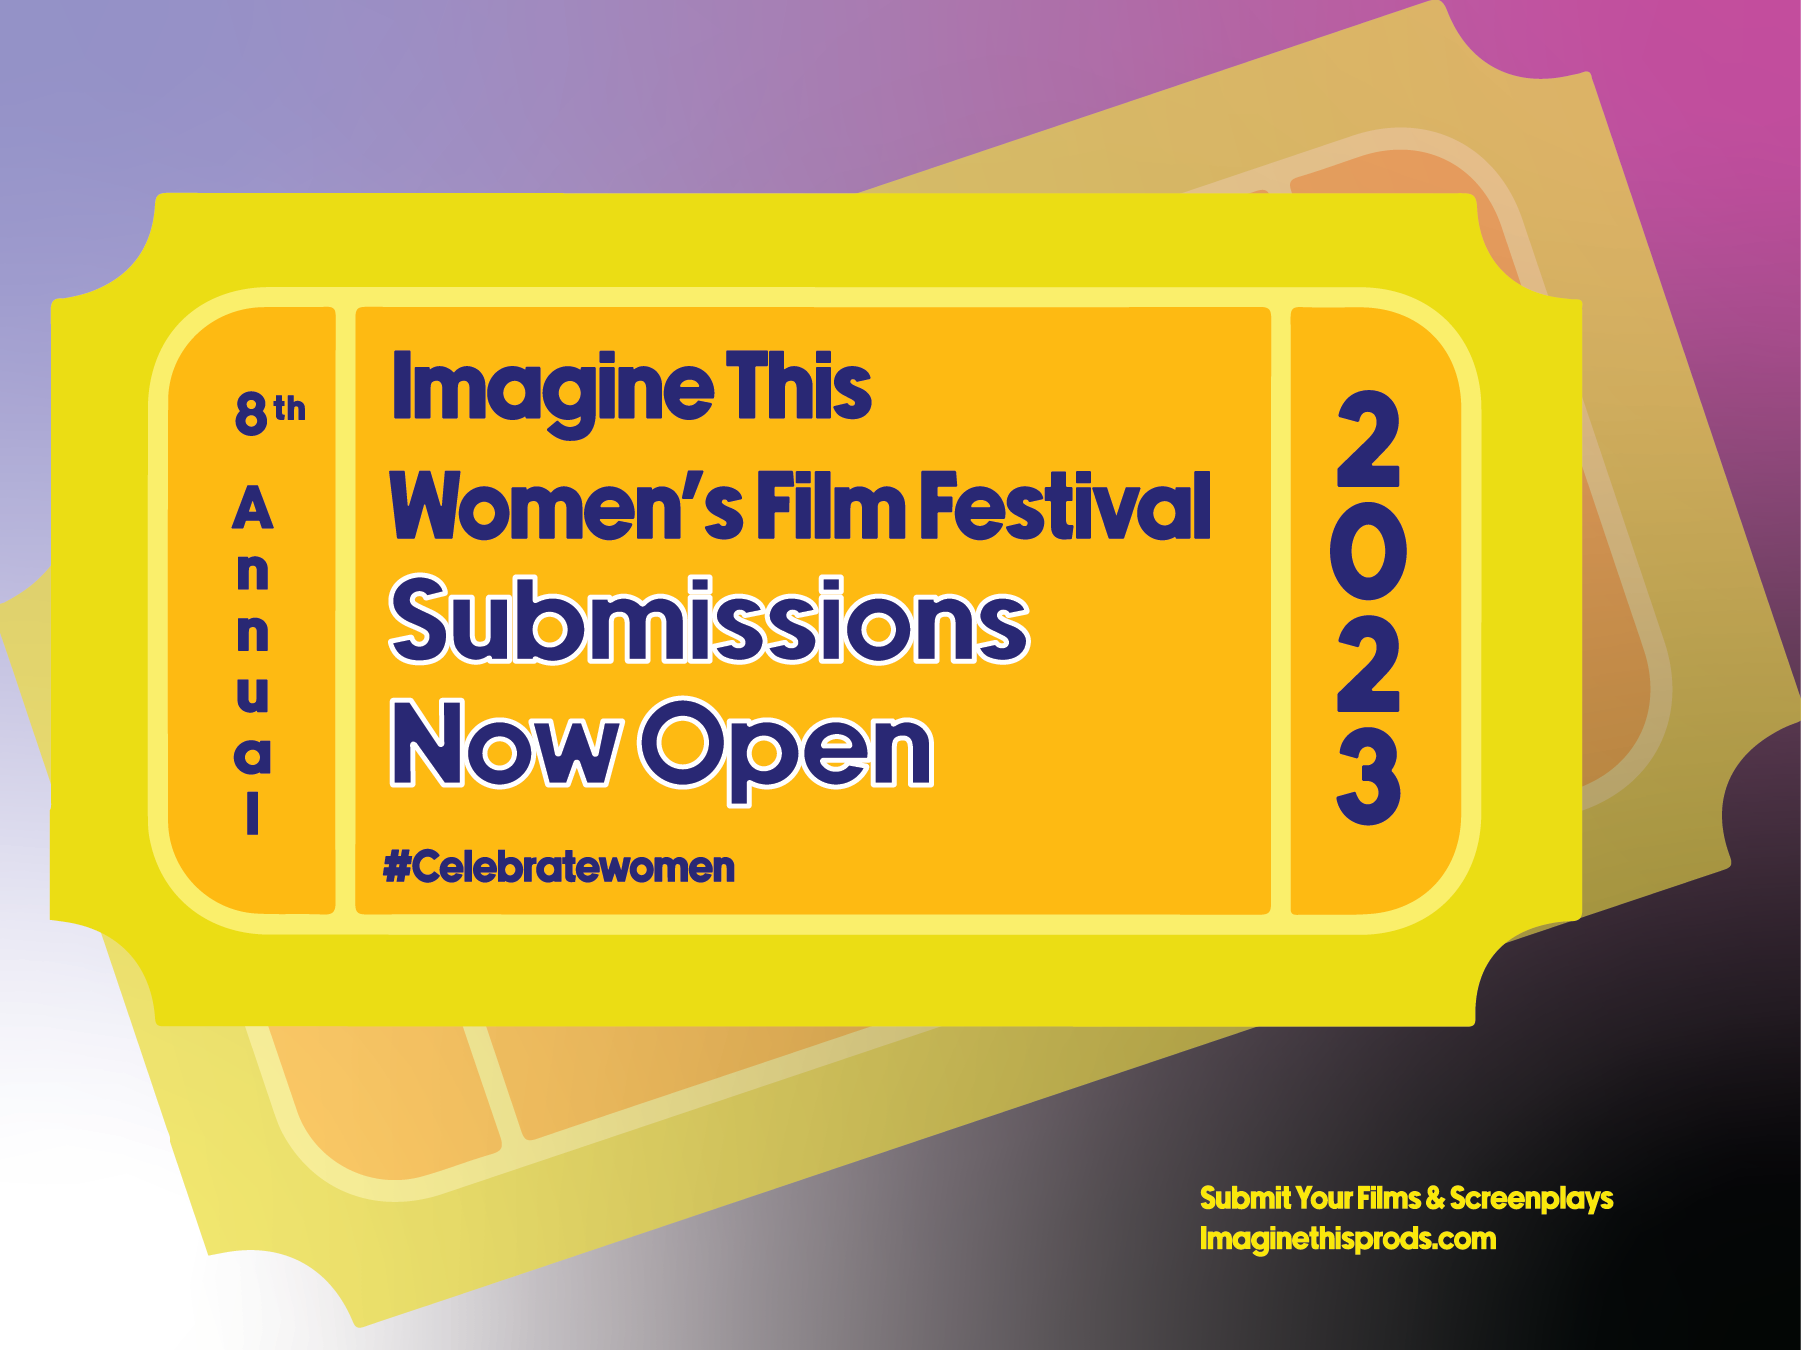 8th
Annual
Imagine This
Women's Film Festival
Submissions
Now Open
#Celebratewomen
2023
Submit Your Films & Screenplays
Imaginethisprods.com